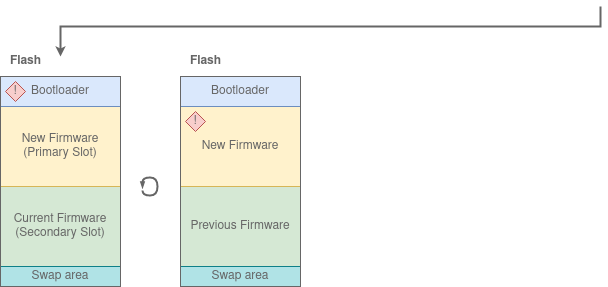 Flash
! Bootloader
New Firmware
(Primary Slot)
Current Firmware
(Secondary Slot)
Swap area
Flash
Bootloader
!
New Firmware
Previous Firmware
Swap area